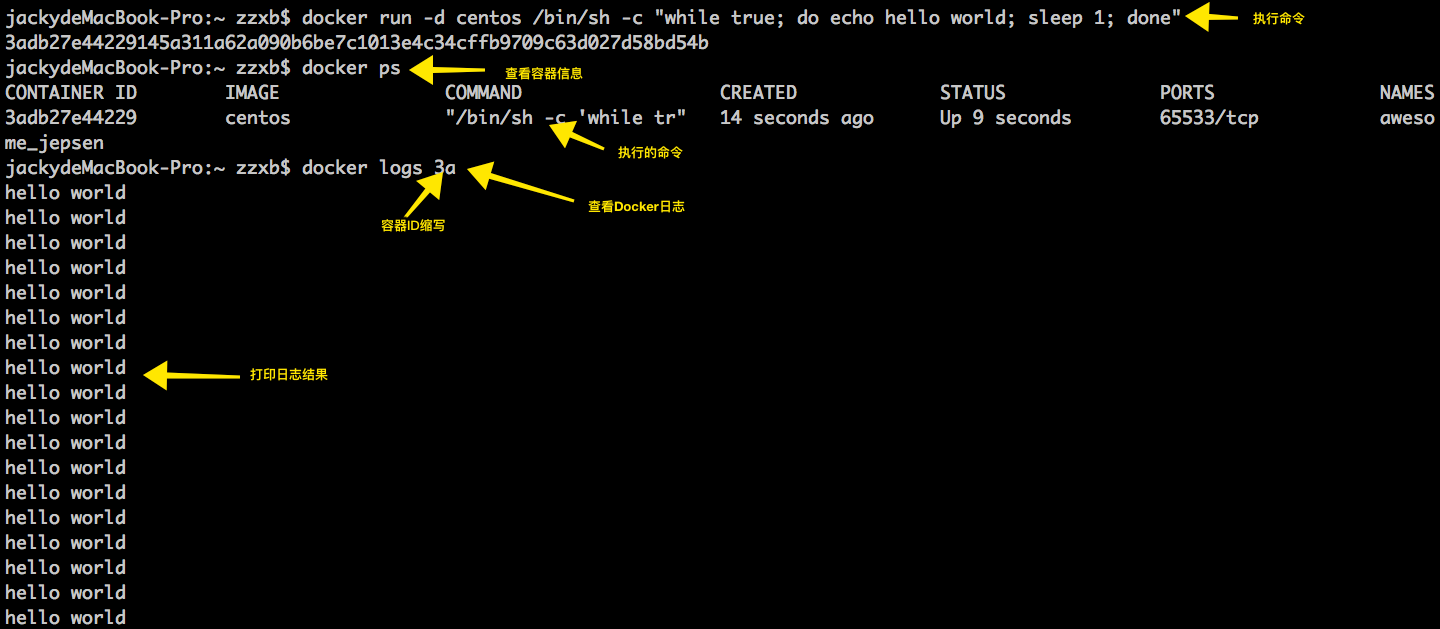 jackydeMacBook-Pro:~ zzxb$ docker run -d centos /bin/sh -c "while true; do echo hello world; sleep 1; done" 执行命令
3adb27e44229145a311a62a090b6be7c1013e4c34cffb9709c63d027d58bd54b
jackydeMacBook-Pro:~ zzxb$ docker ps 查看容器信息
CONTAINER ID IMAGE COMMAND CREATED STATUS PORTS NAMES
3adb27e44229 centos "/bin/sh -c 'while tr" 14 seconds ago Up 9 seconds 65533/tcp aweso
me_jepsen
执行的命令
jackydeMacBook-Pro:~ zzxb$ docker logs 3a
hello world
查看Docker日志
hello world
容器ID缩写
hello world
hello world
hello world
hello world
hello world
hello world
打印日志结果
hello world
hello world
hello world
hello world
hello world
hello world
hello world
hello world
hello world
hello world